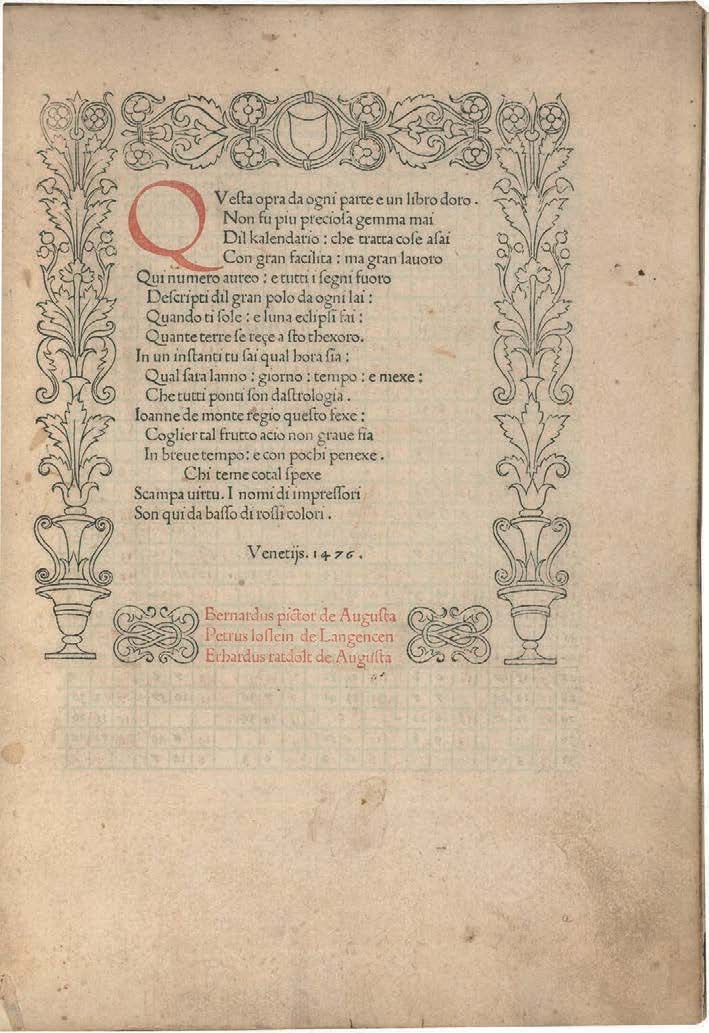 QVesta opra da ogni parte e un libro doro.
Non fu piu preciosa gemma mai
Dil kalendario : che tratta cose asai
Con gran facilita : ma gran lauoro
Qui numero aureo : e tutti i segni fuoro
Descripti dil gran polo da ogni lai :
Quando ti sole : e luna eclipsi fai :
Quante terre se reçe a sto thexoro.
In un instanti tu sai qual hora sia :
Qual sara lanno : giorno : tempo : e mexe :
Che tutti ponti son dastrologia .
Ioanne de monte regio questo fexe :
Coglier tal frutto acio non graue sia
In breue tempo : e con pochi penexe .
Chi teme cotal spexe
Scampa uirtu. I nomi di impressori
Son qui da basso di rossi colori .
Venetijs. 1476.
Bernardus pictor de Augusta
Petrus loslein de Langencen
Erhardus ratdolt de Augusta